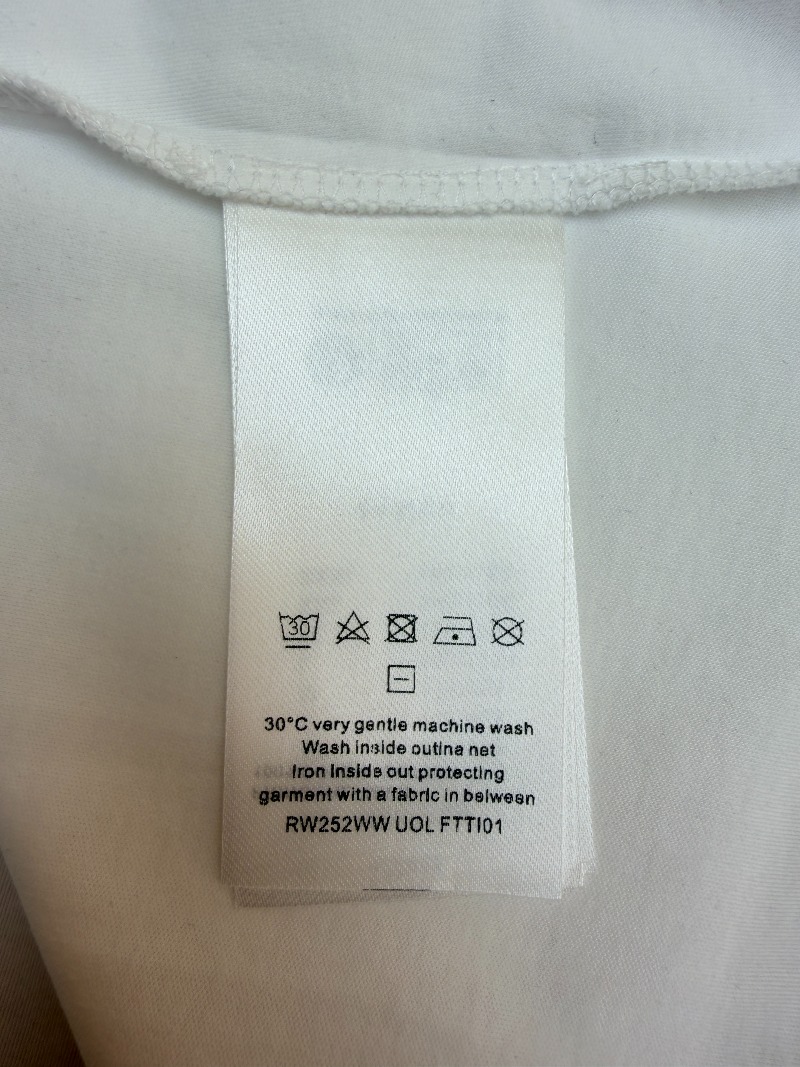 30
30°C very gentle machine wash
Wash inside outina net
Iron Inside out protecting
garment with a fabric in belween
RW252WW UOL FTTI01